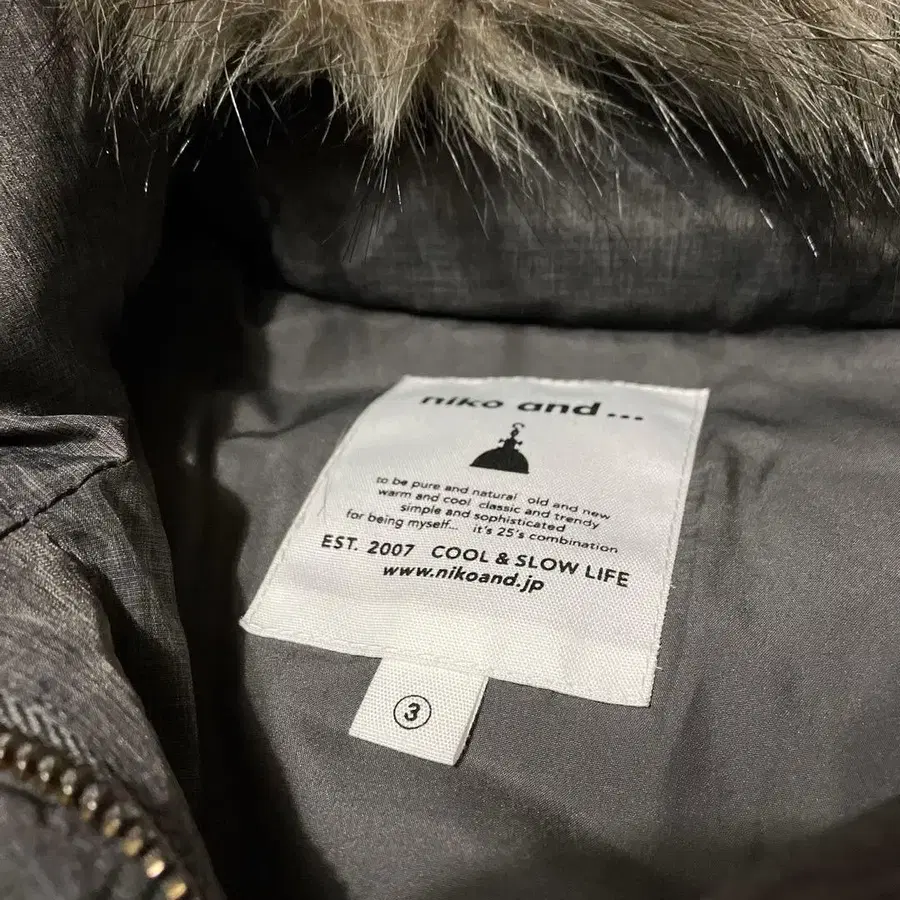 niko and...
to be pure and natural old and new
warm and cool classic and trendy
simple and sophisticated
for being myself... it's 25's combination
EST. 2007 COOL & SLOW LIFE
www.nikoand.jp
3